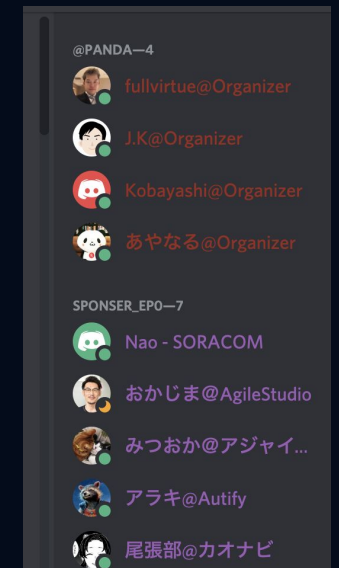 @PANDA—4
fullvirtue@Organizer
J.K@Organizer
Kobayashi@Organizer
あやなる@Organizer
SPONSER_EP0—7
Nao - SORACOM
おかじま@AgileStudio
みつおか@アジャイ...
アラキ@Autify
尾張部@カオナビ